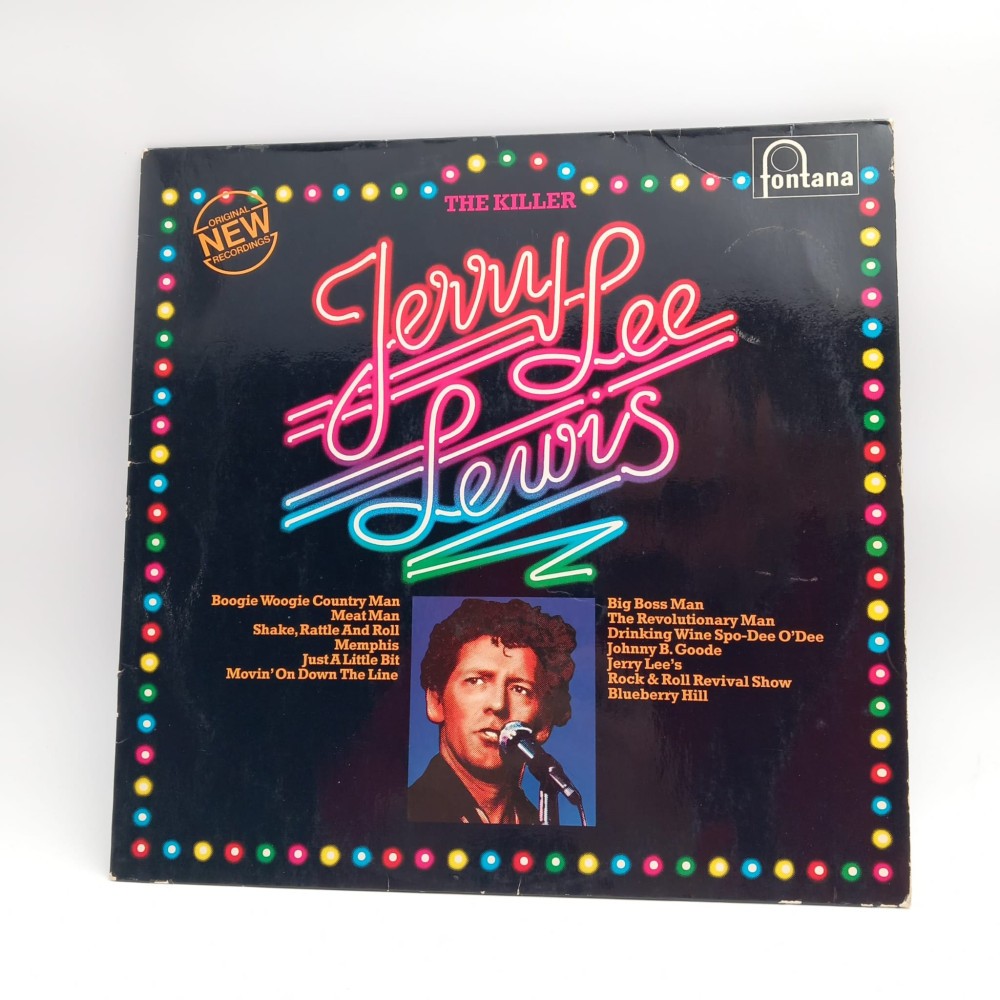 fontana
THE KILLER
ORIGINAL
NEW
RECORDINGS
Jerry Lee
Lewis
Boogie Woogie Country Man
Meat Man
Shake, Rattle And Roll
Memphis
Just A Little Bit
Movin' On Down The Line
Big Boss Man
The Revolutionary Man
Drinking Wine Spo-Dee O'Dee
Johnny B. Goode
Jerry Lee's
Rock & Roll Revival Show
Blueberry Hill